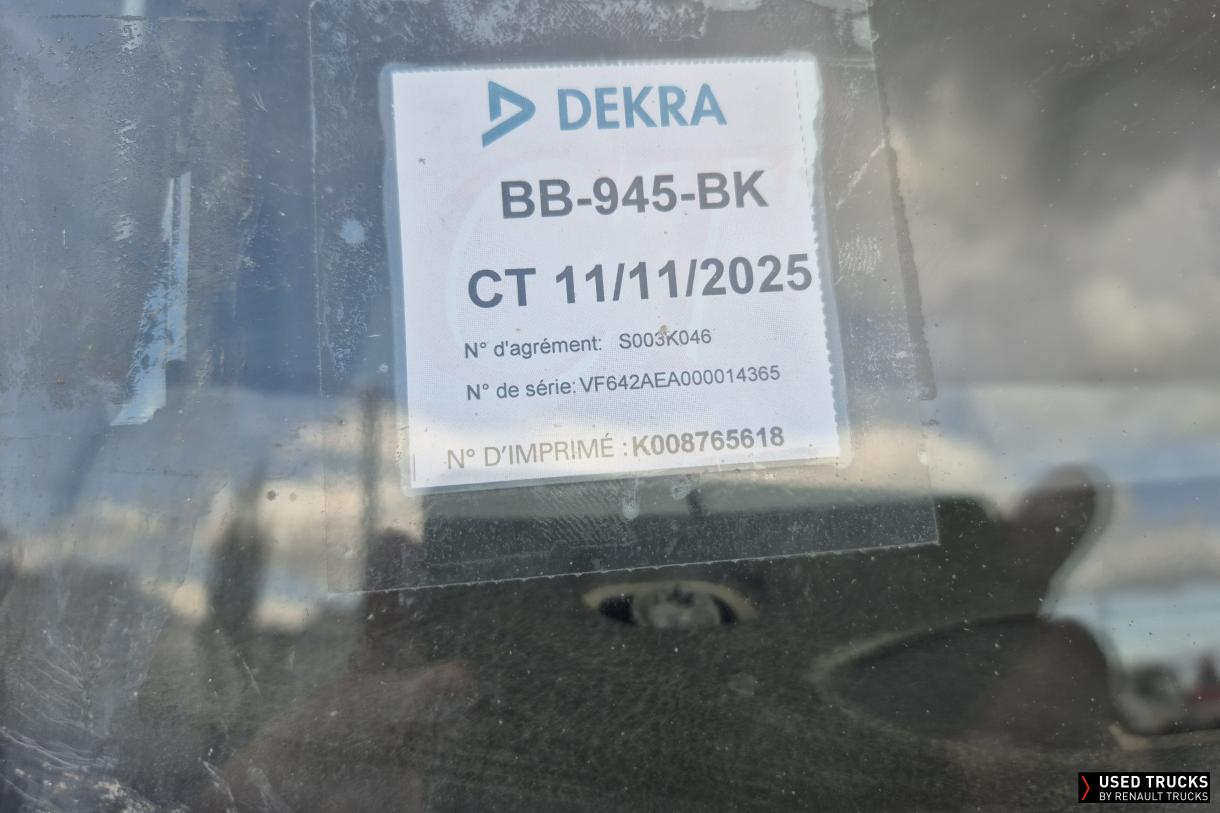 DEKRA
BB-945-BK
CT 11/11/2025
N° d'agrément: S003K046
N° de série: VF642AEA000014365
N° D'IMPRIMÉ : K008765618
USED TRUCKS
BY RENAULT TRUCKS